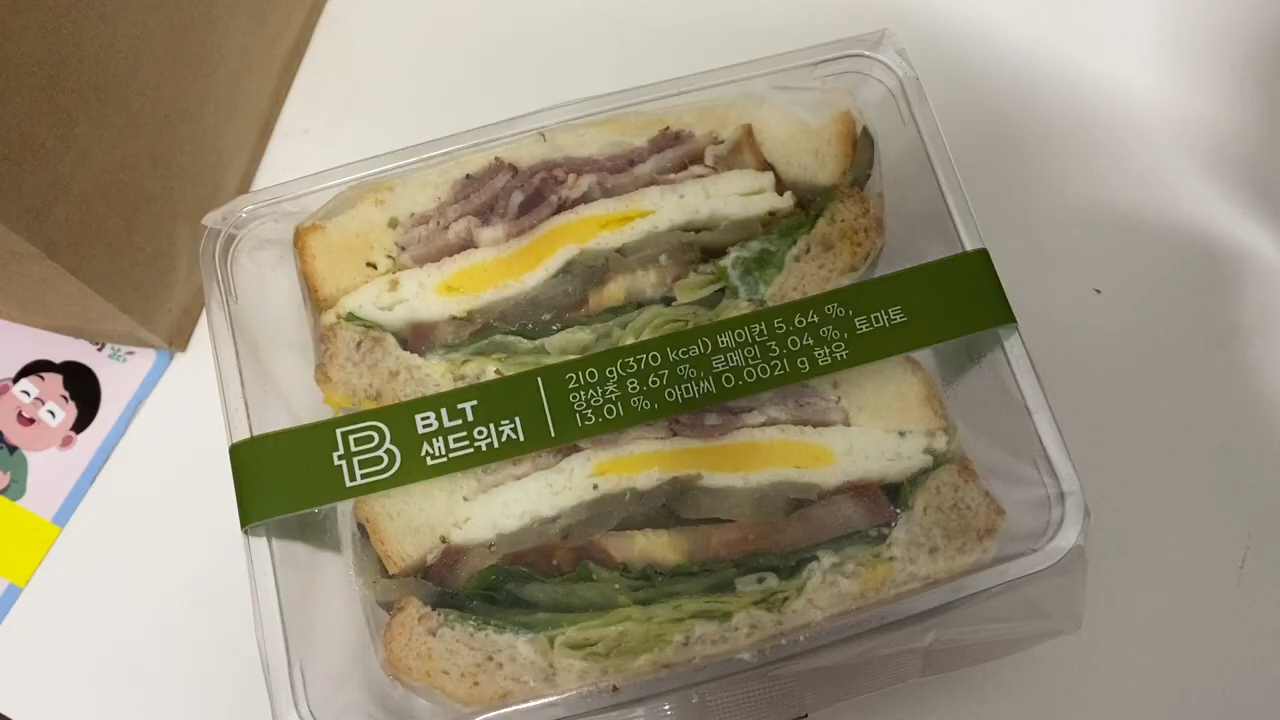 BLT
샌드위치
210 g(370 kcal) 베이컨 5.64 %,
양상추 8.67 %, 로메인 3.04 %, 토마토
13.01 %, 아마씨 0.0021 g 함유